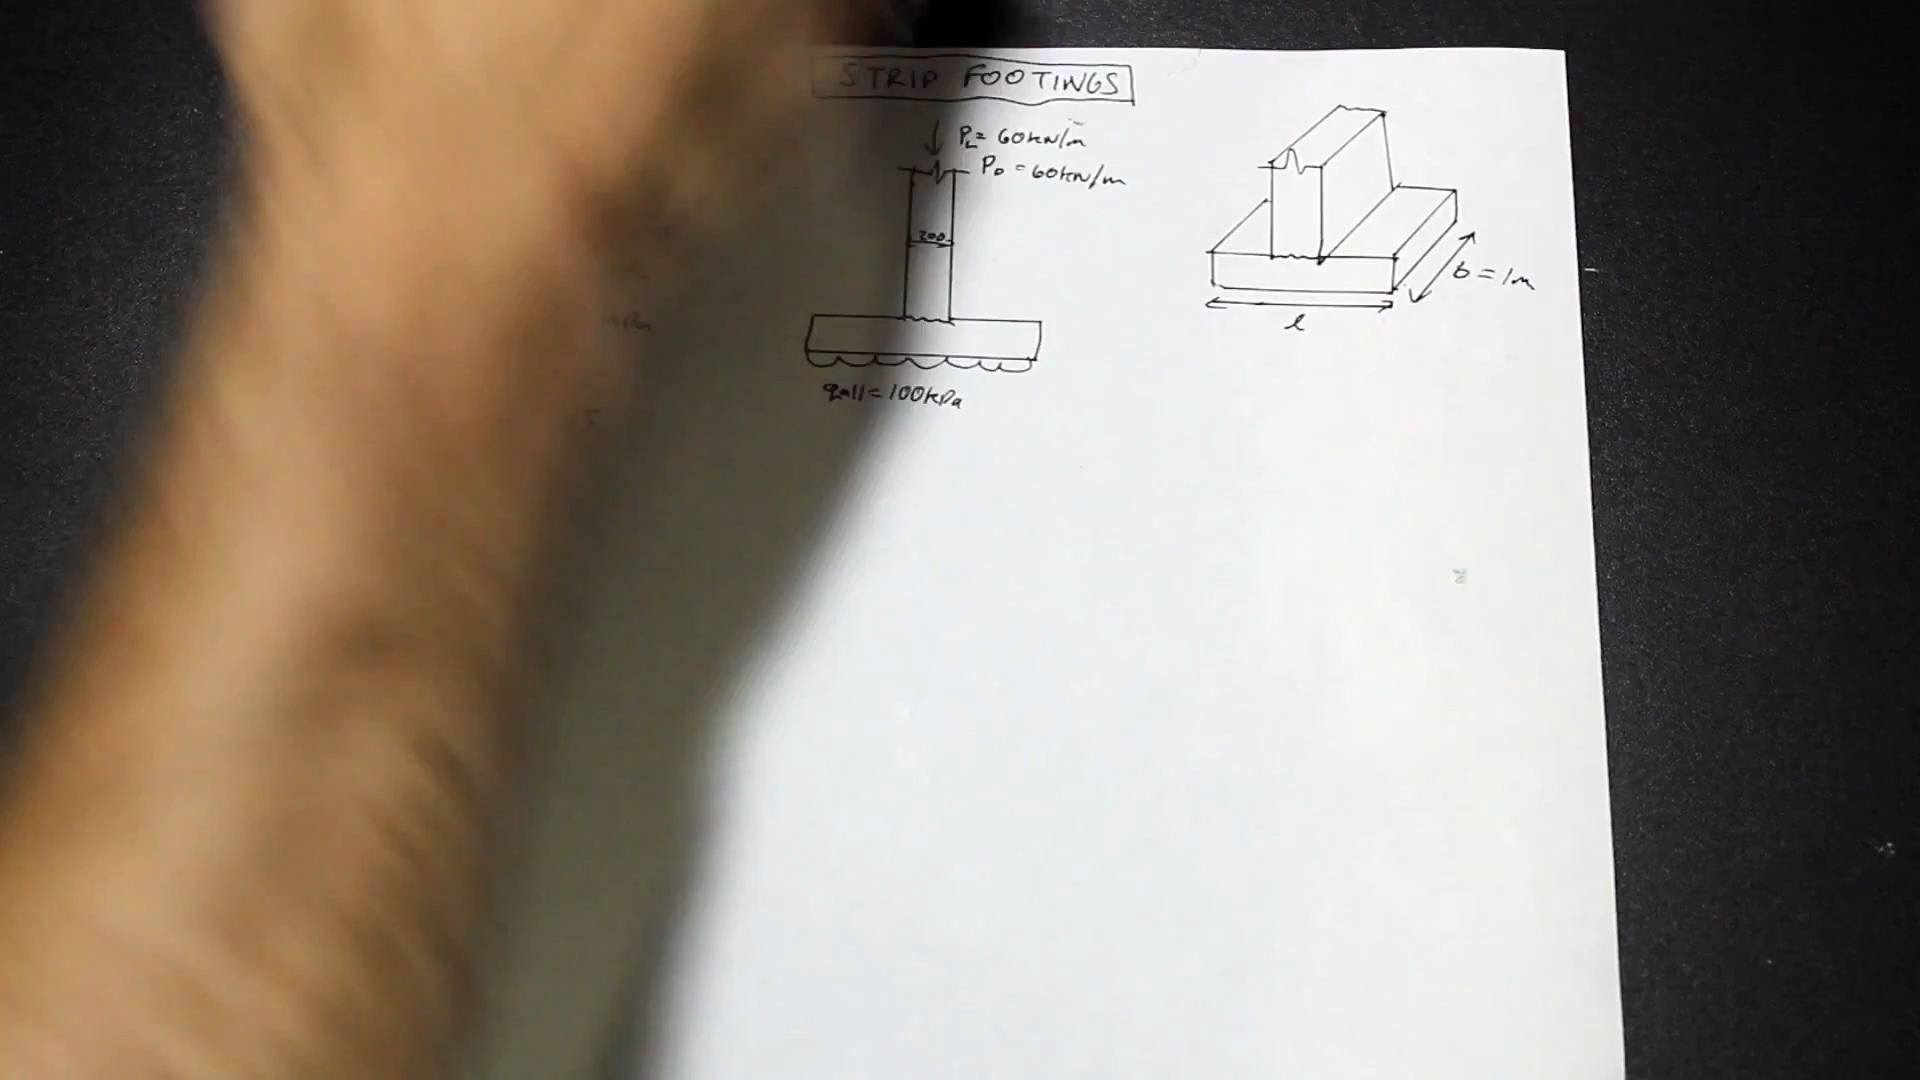 STRIP FOOTINGS
PL = 60kN/m
PD = 60kN/m
200
qall = 100kPa
b = 1m
l